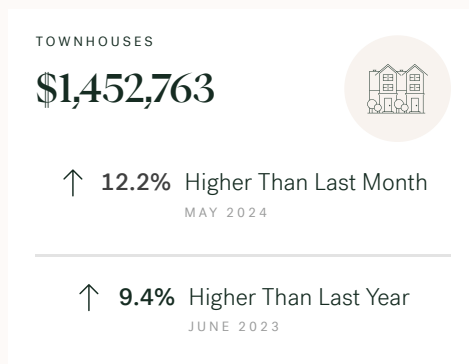 TOWNHOUSES
$1,452,763
12.2% Higher Than Last Month
MAY 2024
9.4% Higher Than Last Year
JUNE 2023